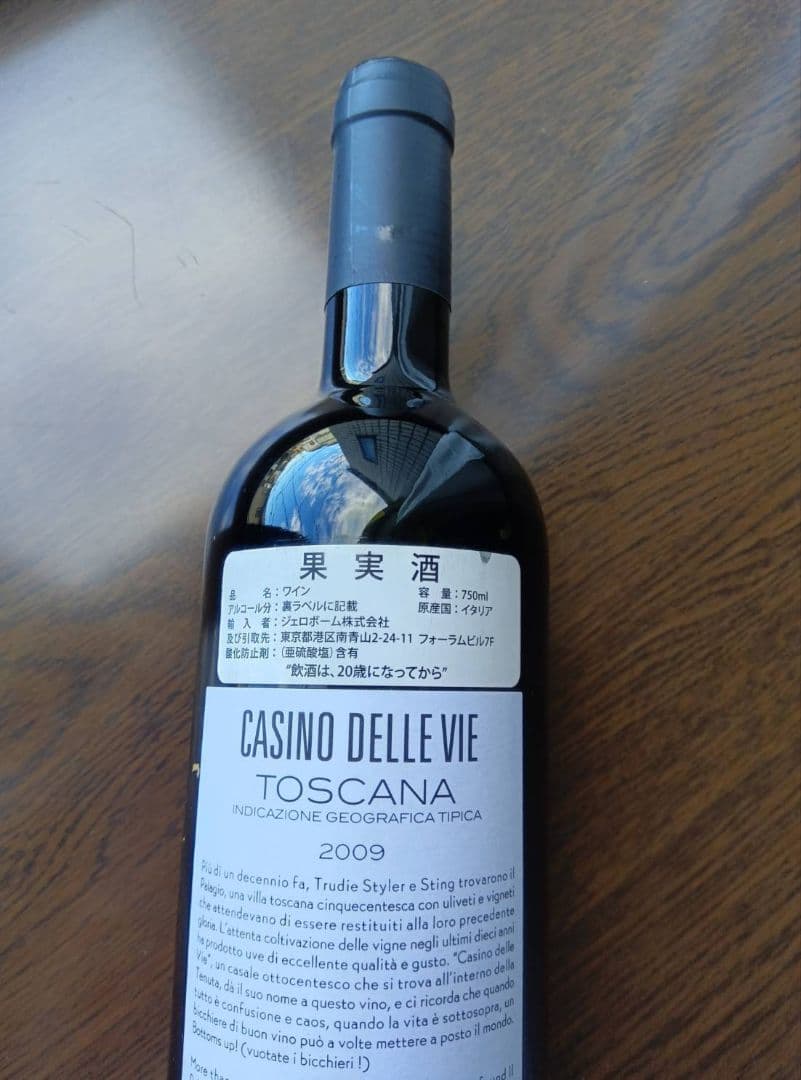 果実酒
品名：ワイン 容量：750ml
アルコール分：裏ラベルに記載 原産国：イタリア
輸入者：ジェロボーム株式会社
及び引取先：東京都港区南青山2-24-11 フォーラムビル7F
酸化防止剤：(亜硫酸塩)含有
"飲酒は、20歳になってから"
CASINO DELLE VIE
TOSCANA
INDICAZIONE GEOGRAFICA TIPICA
2009
Più di un decennio fa, Trudie Styler e Sting trovarono il
Palagio, una villa toscana cinquecentesca con uliveti e vigneti
che attendevano di essere restituiti alla loro precedente
gloria. L'attenta coltivazione delle vigne negli ultimi dieci anni
ha prodotto uve di eccellente qualità e gusto. "Casino delle
Vie", un casale ottocentesco che si trova all'interno della
Tenuta, dà il suo nome a questo vino, e ci ricorda che quando
tutto è confusione e caos, quando la vita è sottosopra, un
bicchiere di buon vino può a volte mettere a posto il mondo.
Bottoms up! (vuotate i bicchieri !)
More